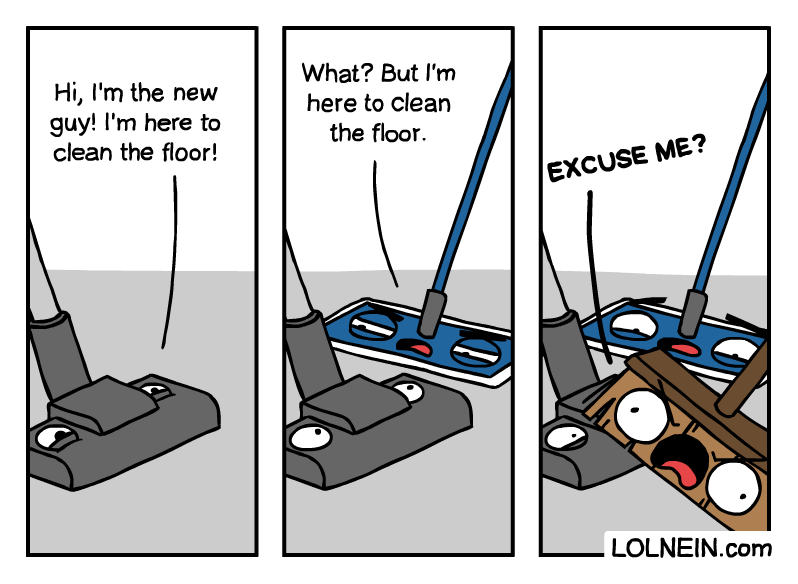 Hi, I'm the new
guy! I'm here to
clean the floor!
What? But I'm
here to clean
the floor.
EXCUSE ME?
LOLNEIN.com